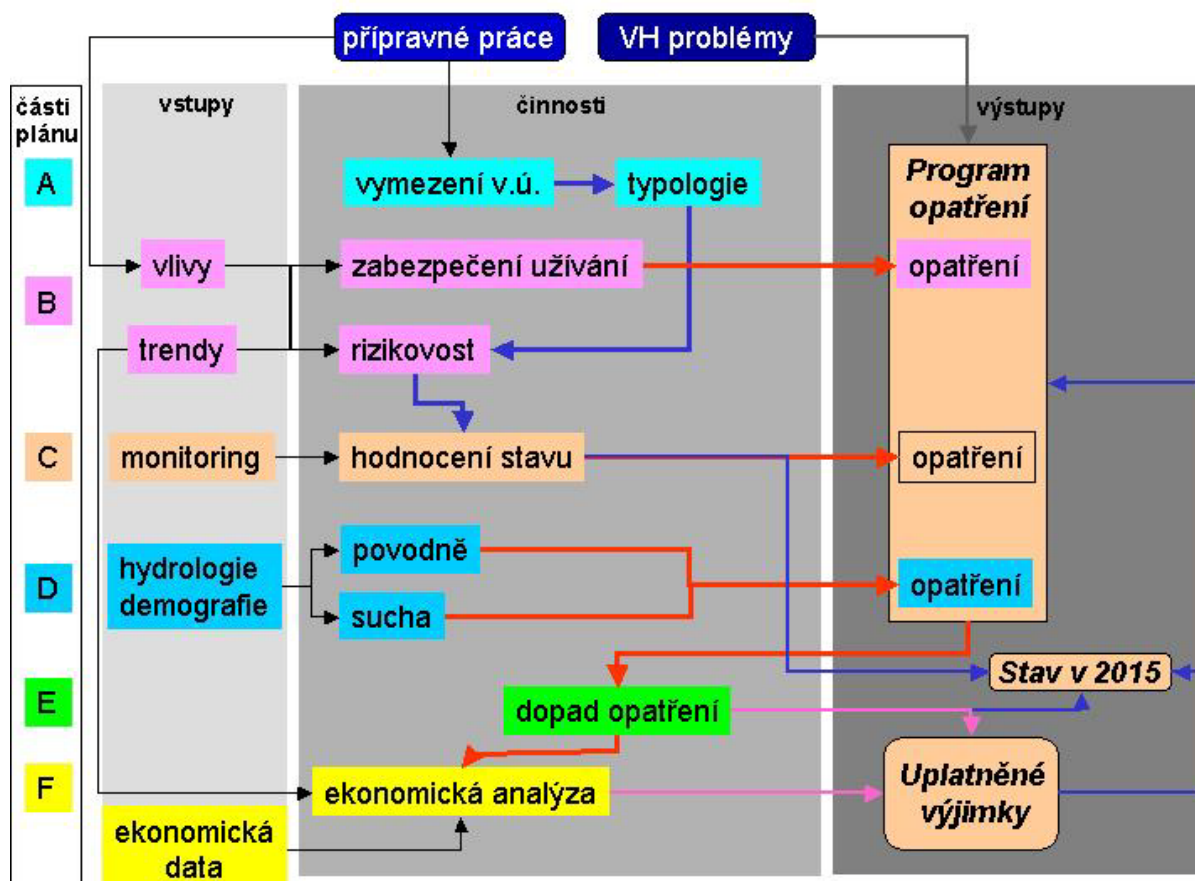 přípravné práce
VH problémy
části
plánu
vstupy
činnosti
výstupy
A
vymezení v.ú.
typologie
Program
opatření
B
vlivy
zabezpečení užívání
opatření
trendy
rizikovost
C
monitoring
hodnocení stavu
opatření
D
hydrologie
demografie
povodně
sucha
opatření
Stav v 2015
E
dopad opatření
F
ekonomická analýza
Uplatněné
výjimky
ekonomická
data